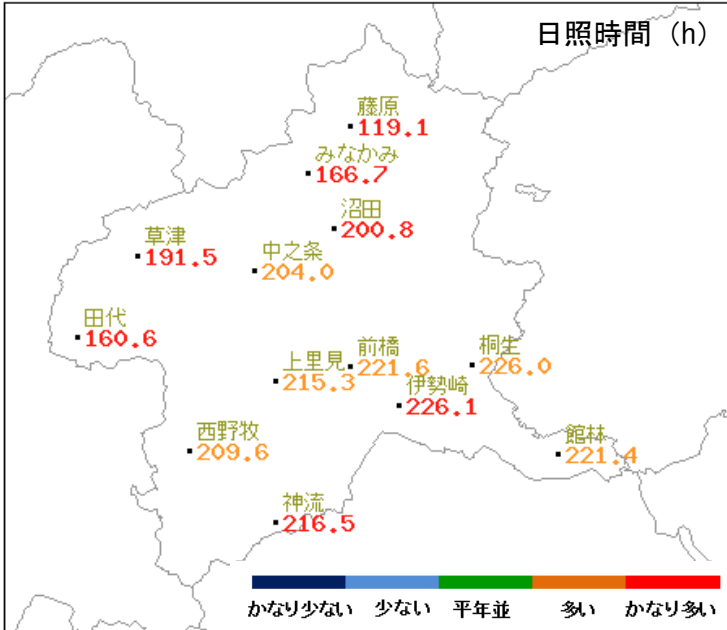 日照時間（h）
藤原
119.1
みなかみ
166.7
沼田
200.8
草津
191.5
中之条
204.0
田代
160.6
上里見
215.3
前橋
221.6
桐生
226.0
伊勢崎
226.1
西野牧
209.6
館林
221.4
神流
216.5
かなり少ない 少ない 平年並 多い かなり多い